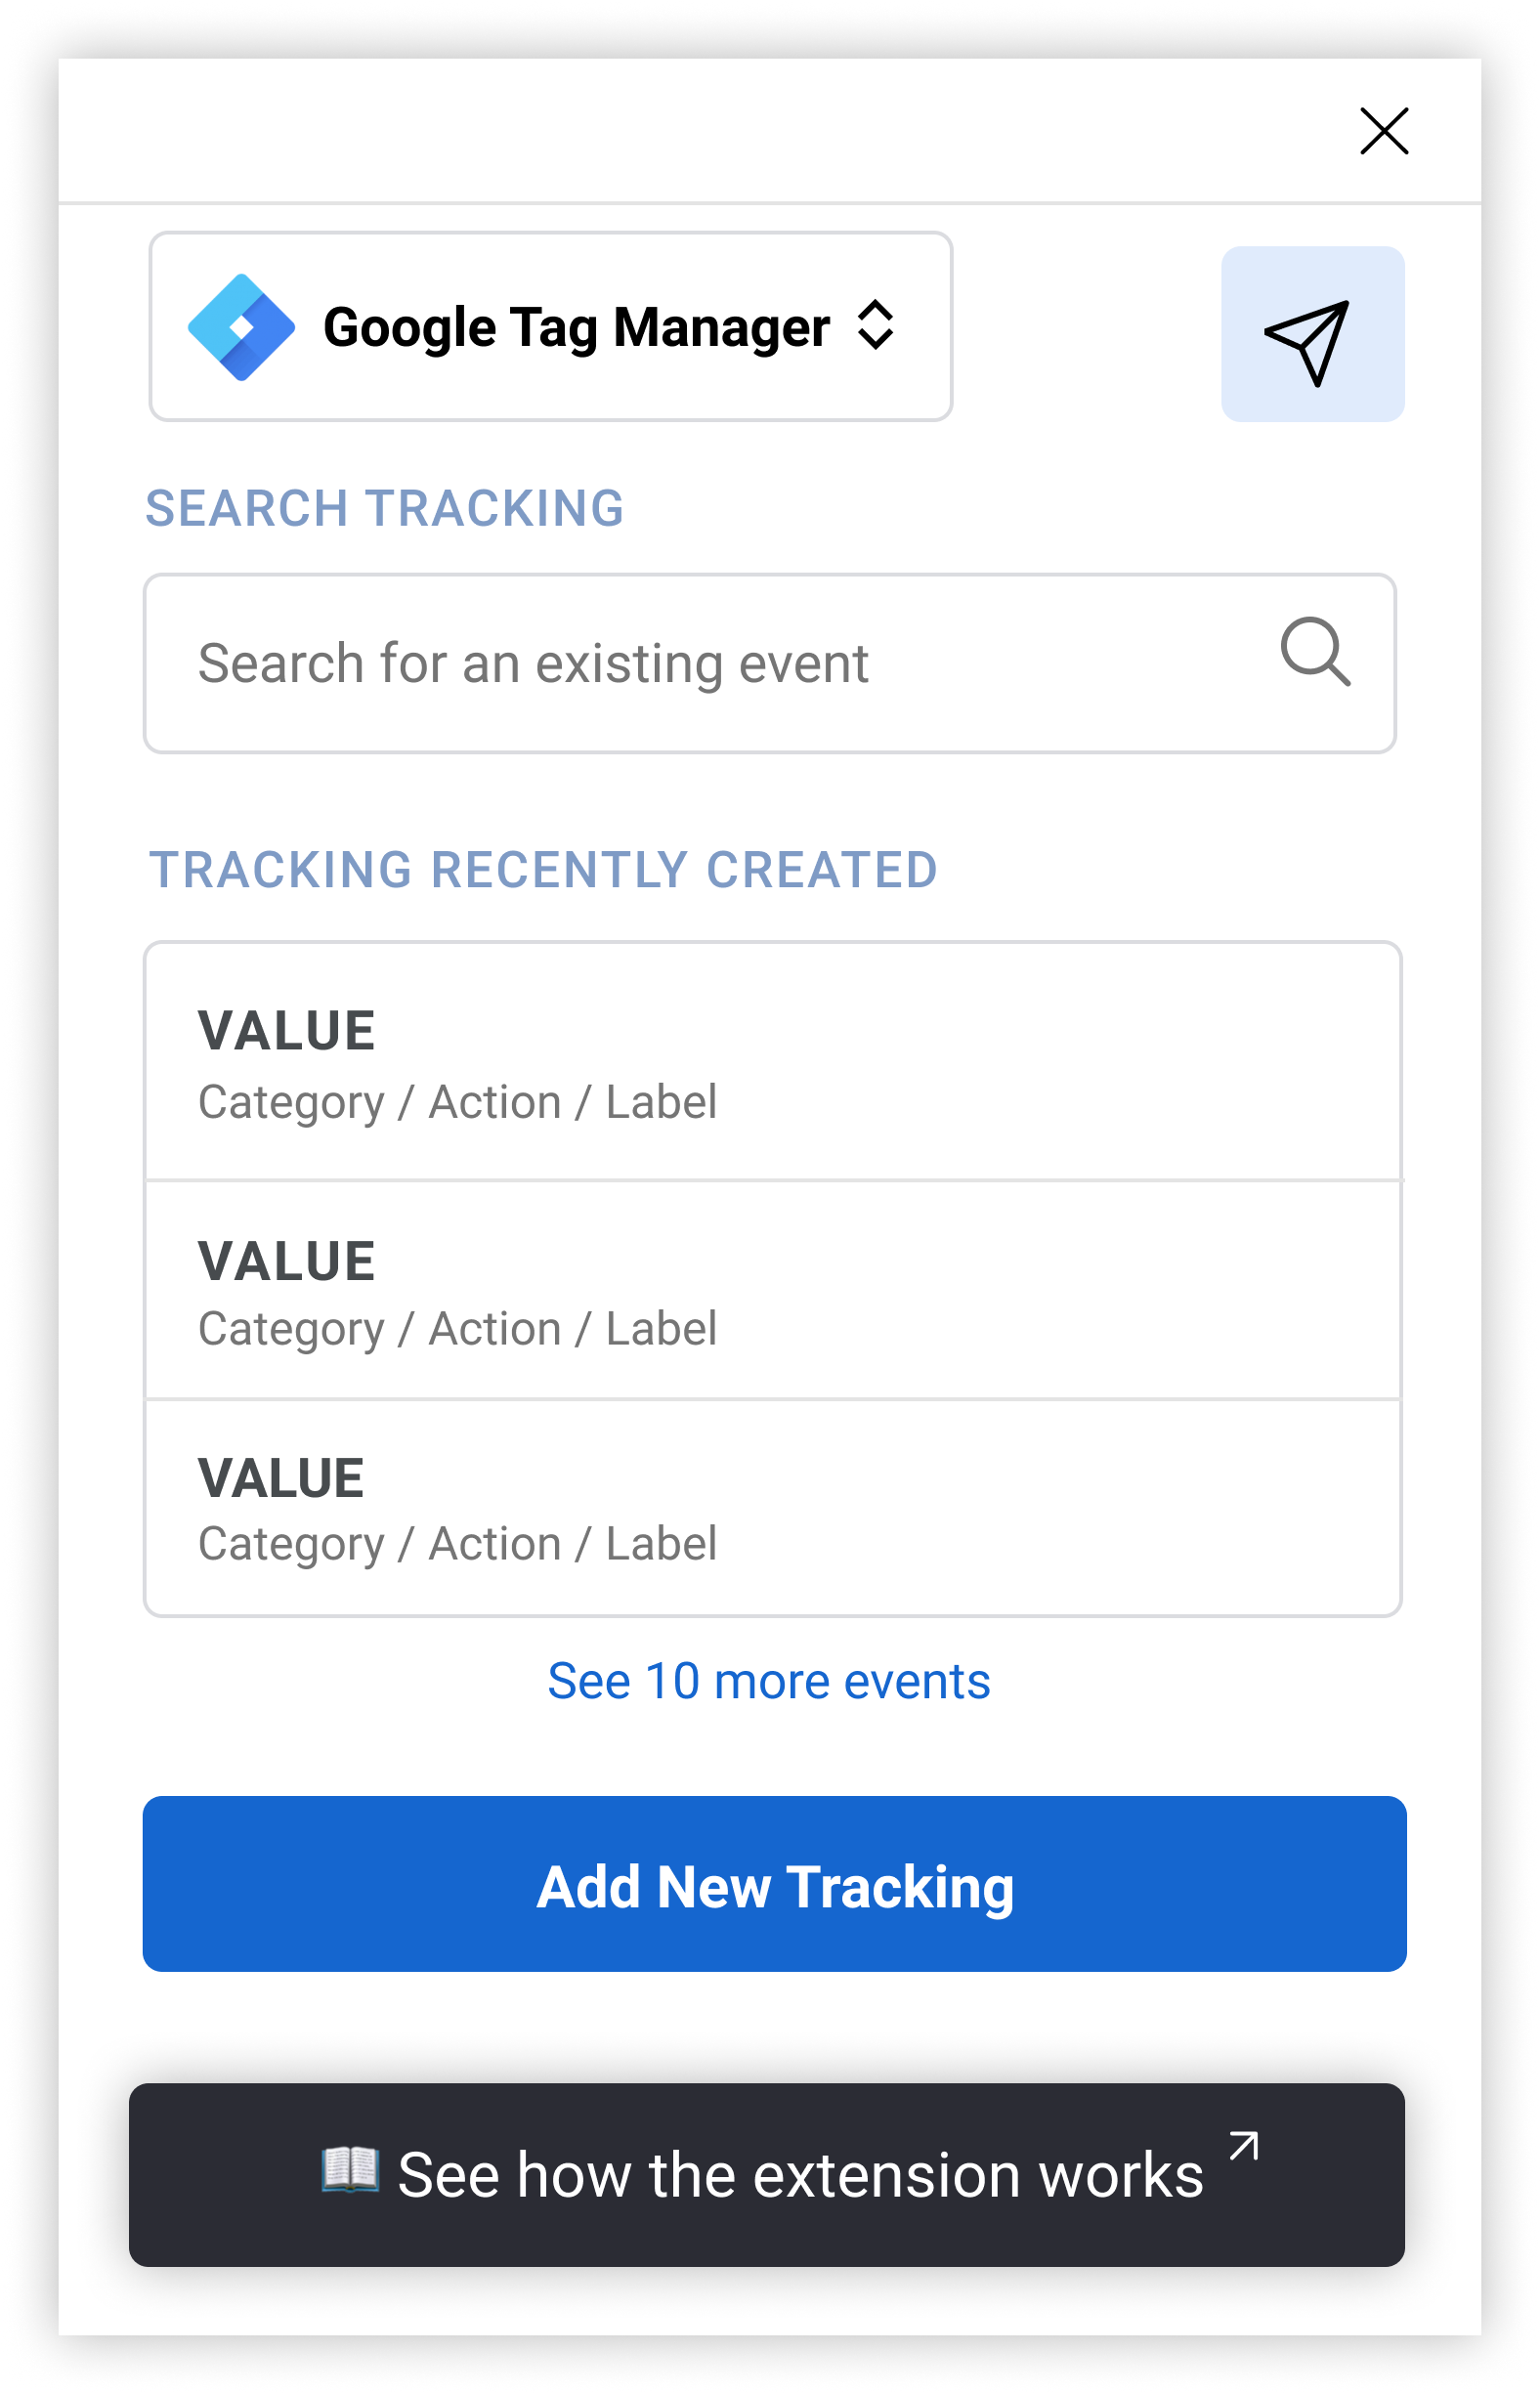 Google Tag Manager
SEARCH TRACKING
Search for an existing event
TRACKING RECENTLY CREATED
VALUE
Category / Action / Label
VALUE
Category / Action / Label
VALUE
Category / Action / Label
See 10 more events
Add New Tracking
📖 See how the extension works